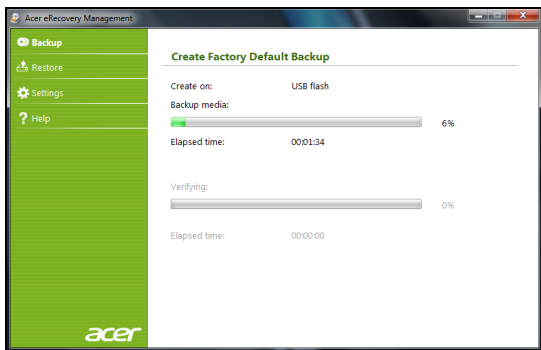 Acer eRecovery Management
Backup
Restore
Settings
? Help
Create Factory Default Backup
Create on: USB flash
Backup media:
6%
Elapsed time: 00:01:34
Verifying:
0%
Elapsed time: 00:00:00
acer